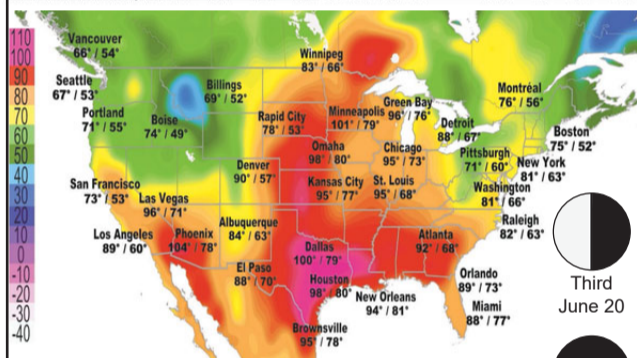 110
100
90
80
70
60
50
40
30
20
10
0
-10
-20
-30
-40
Vancouver
66° / 54°
Seattle
67° / 53°
Portland
71° / 55°
Boise
74° / 49°
Billings
69° / 52°
Winnipeg
83° / 66°
Rapid City
78° / 53°
Minneapolis
101° / 79°
Green Bay
96° / 76°
Montréal
76° / 56°
Detroit
88° / 67°
Boston
75° / 52°
Omaha
98° / 80°
Chicago
95° / 73°
Pittsburgh
71° / 60°
New York
81° / 63°
Denver
90° / 57°
Kansas City
95° / 77°
St. Louis
95° / 68°
Washington
81° / 66°
San Francisco
73° / 53°
Las Vegas
96° / 71°
Raleigh
82° / 63°
Los Angeles
89° / 60°
Phoenix
104° / 78°
Albuquerque
84° / 63°
Atlanta
92° / 68°
Dallas
100° / 79°
El Paso
88° / 70°
Houston
98° / 80°
Orlando
89° / 73°
New Orleans
94° / 81°
Miami
88° / 77°
Brownsville
95° / 78°
Third
June 20